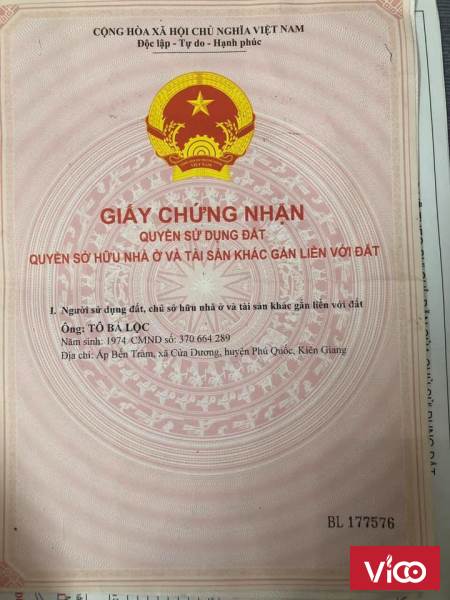 CỘNG HÒA XÃ HỘI CHỦ NGHĨA VIỆT NAM
Độc lập - Tự do - Hạnh phúc
VIỆT NAM
GIẤY CHỨNG NHẬN
QUYỀN SỬ DỤNG ĐẤT
QUYỀN SỞ HỮU NHÀ Ở VÀ TÀI SẢN KHÁC GẮN LIỀN VỚI ĐẤT
I. Người sử dụng đất, chủ sở hữu nhà ở và tài sản khác gắn liền với đất
Ông: TÔ BÁ LỘC
Năm sinh: 1974 CMND số: 370 664 289
Địa chỉ: Ấp Bến Tràm, xã Cửa Dương, huyện Phú Quốc, Kiên Giang
BL 177576
Vico